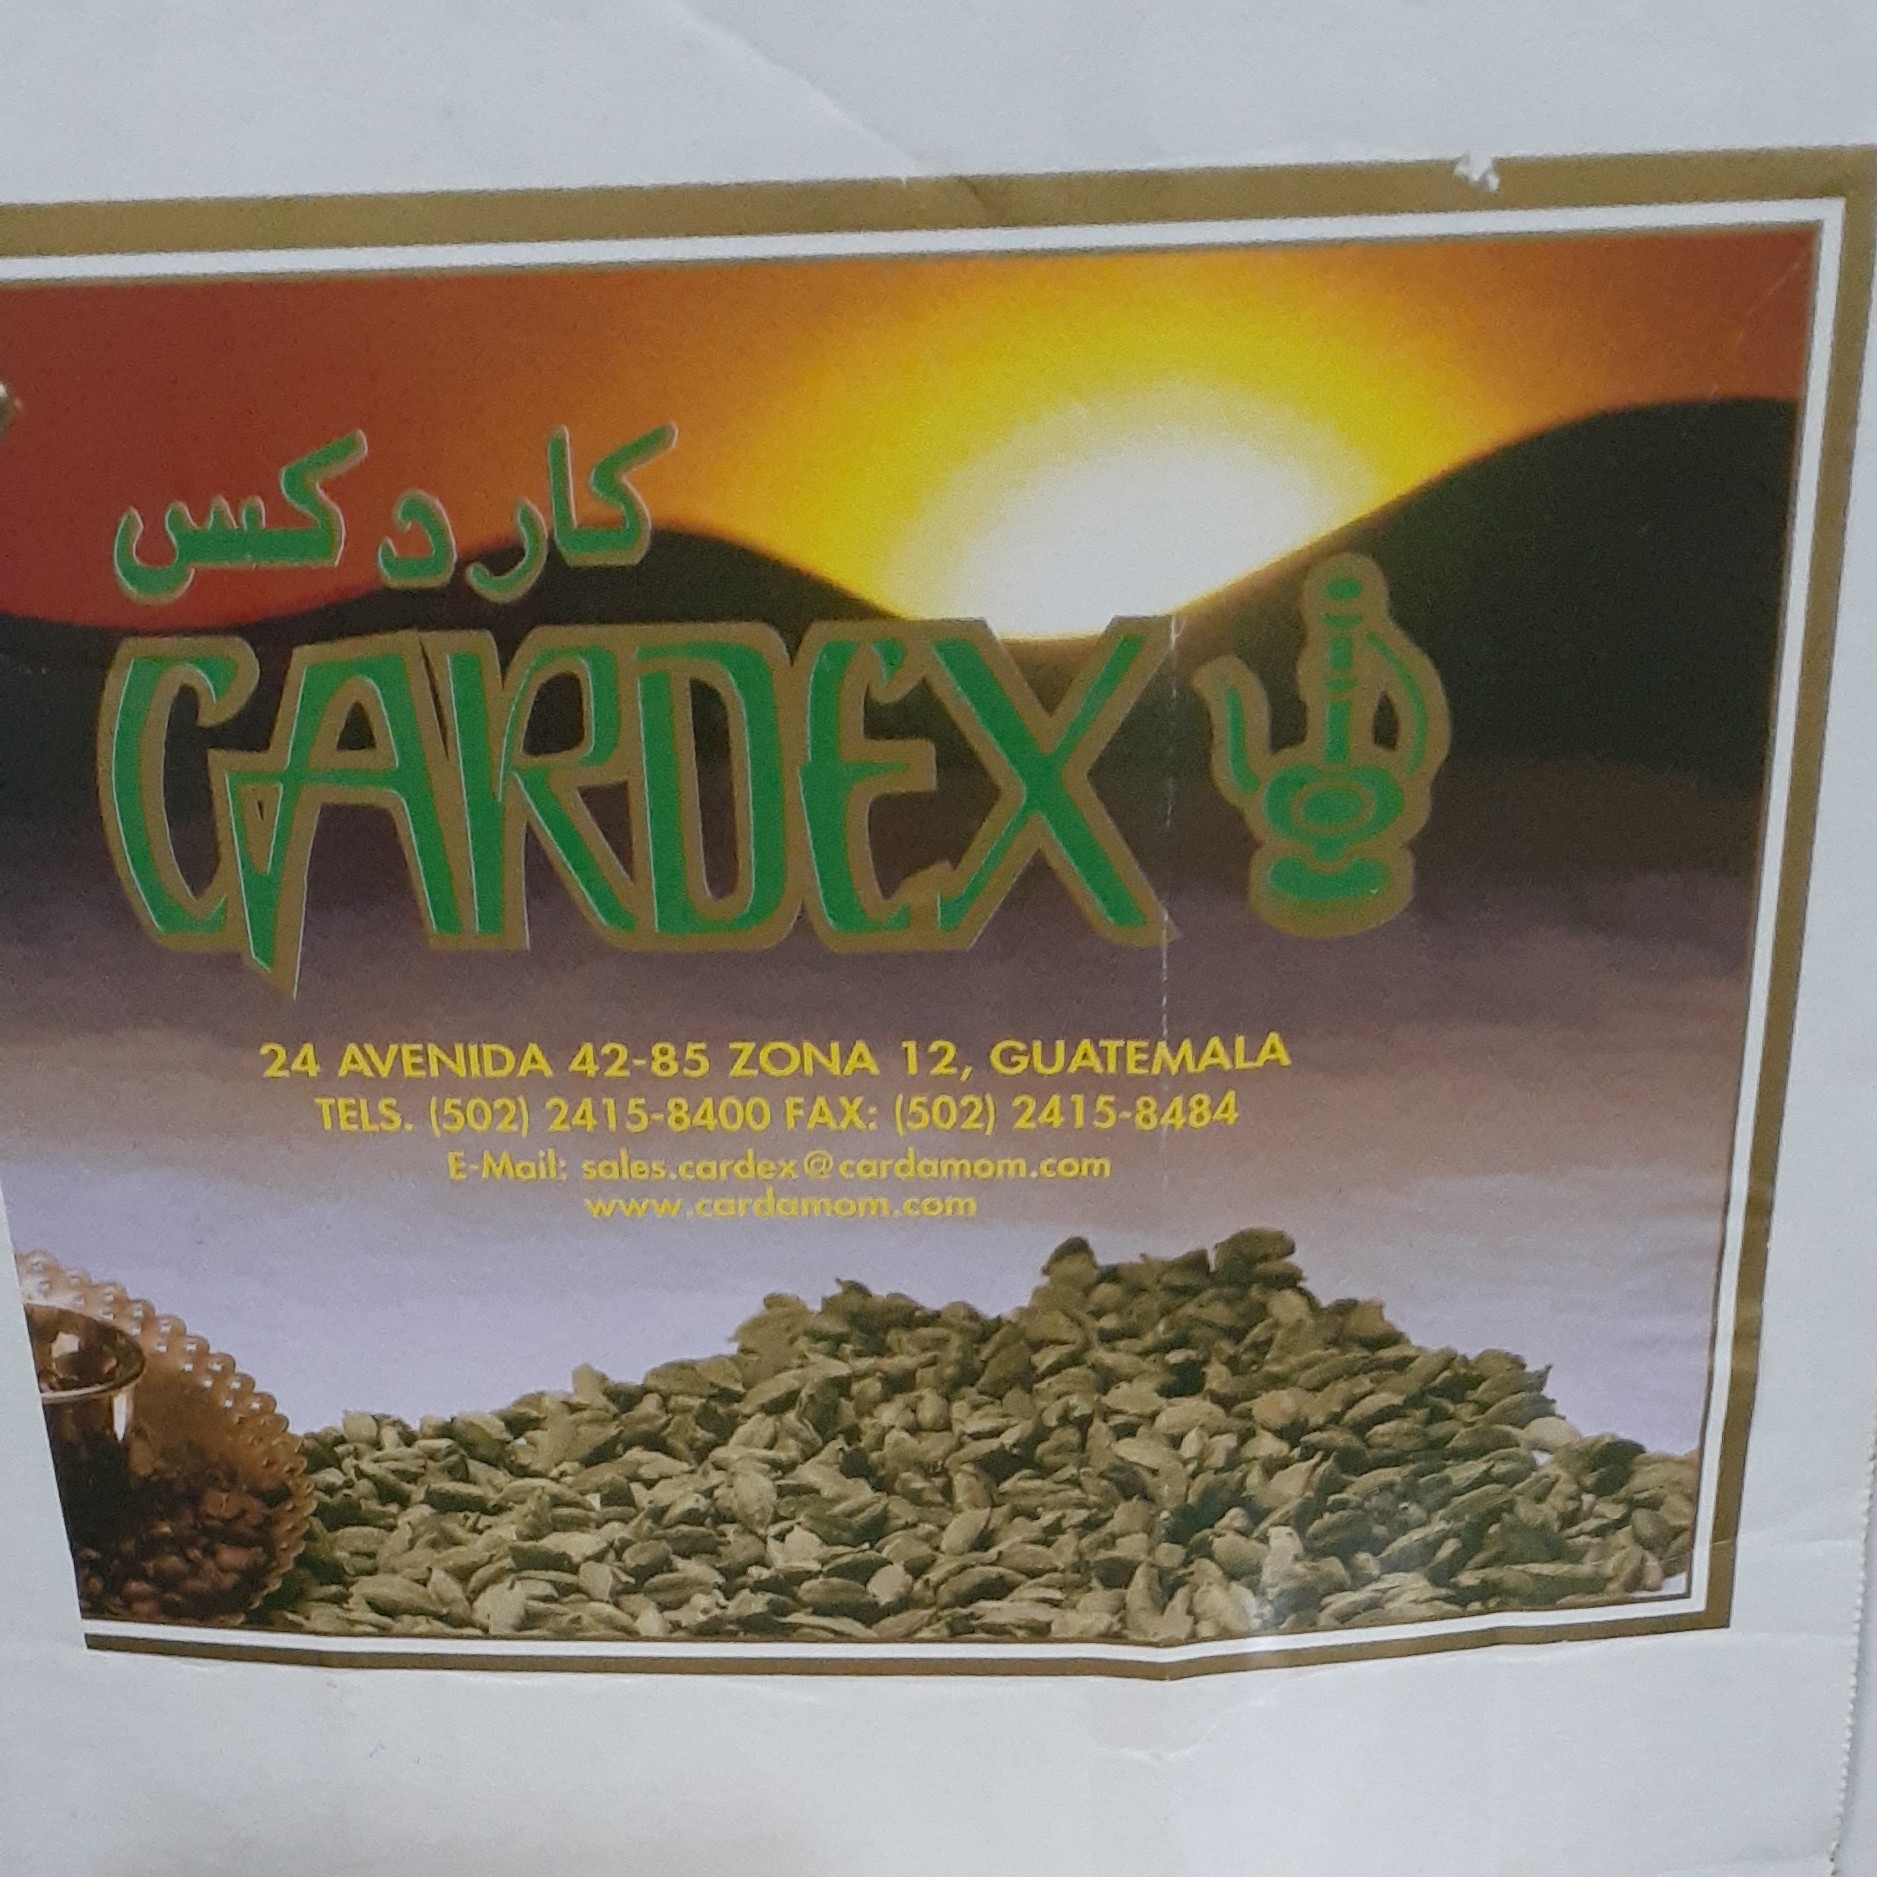 كاردكس
CARDEX
24 AVENIDA 42-85 ZONA 12, GUATEMALA
TELS. (502) 2415-8400 FAX: (502) 2415-8484
E-Mail: sales.cardex@cardamom.com
www.cardamom.com